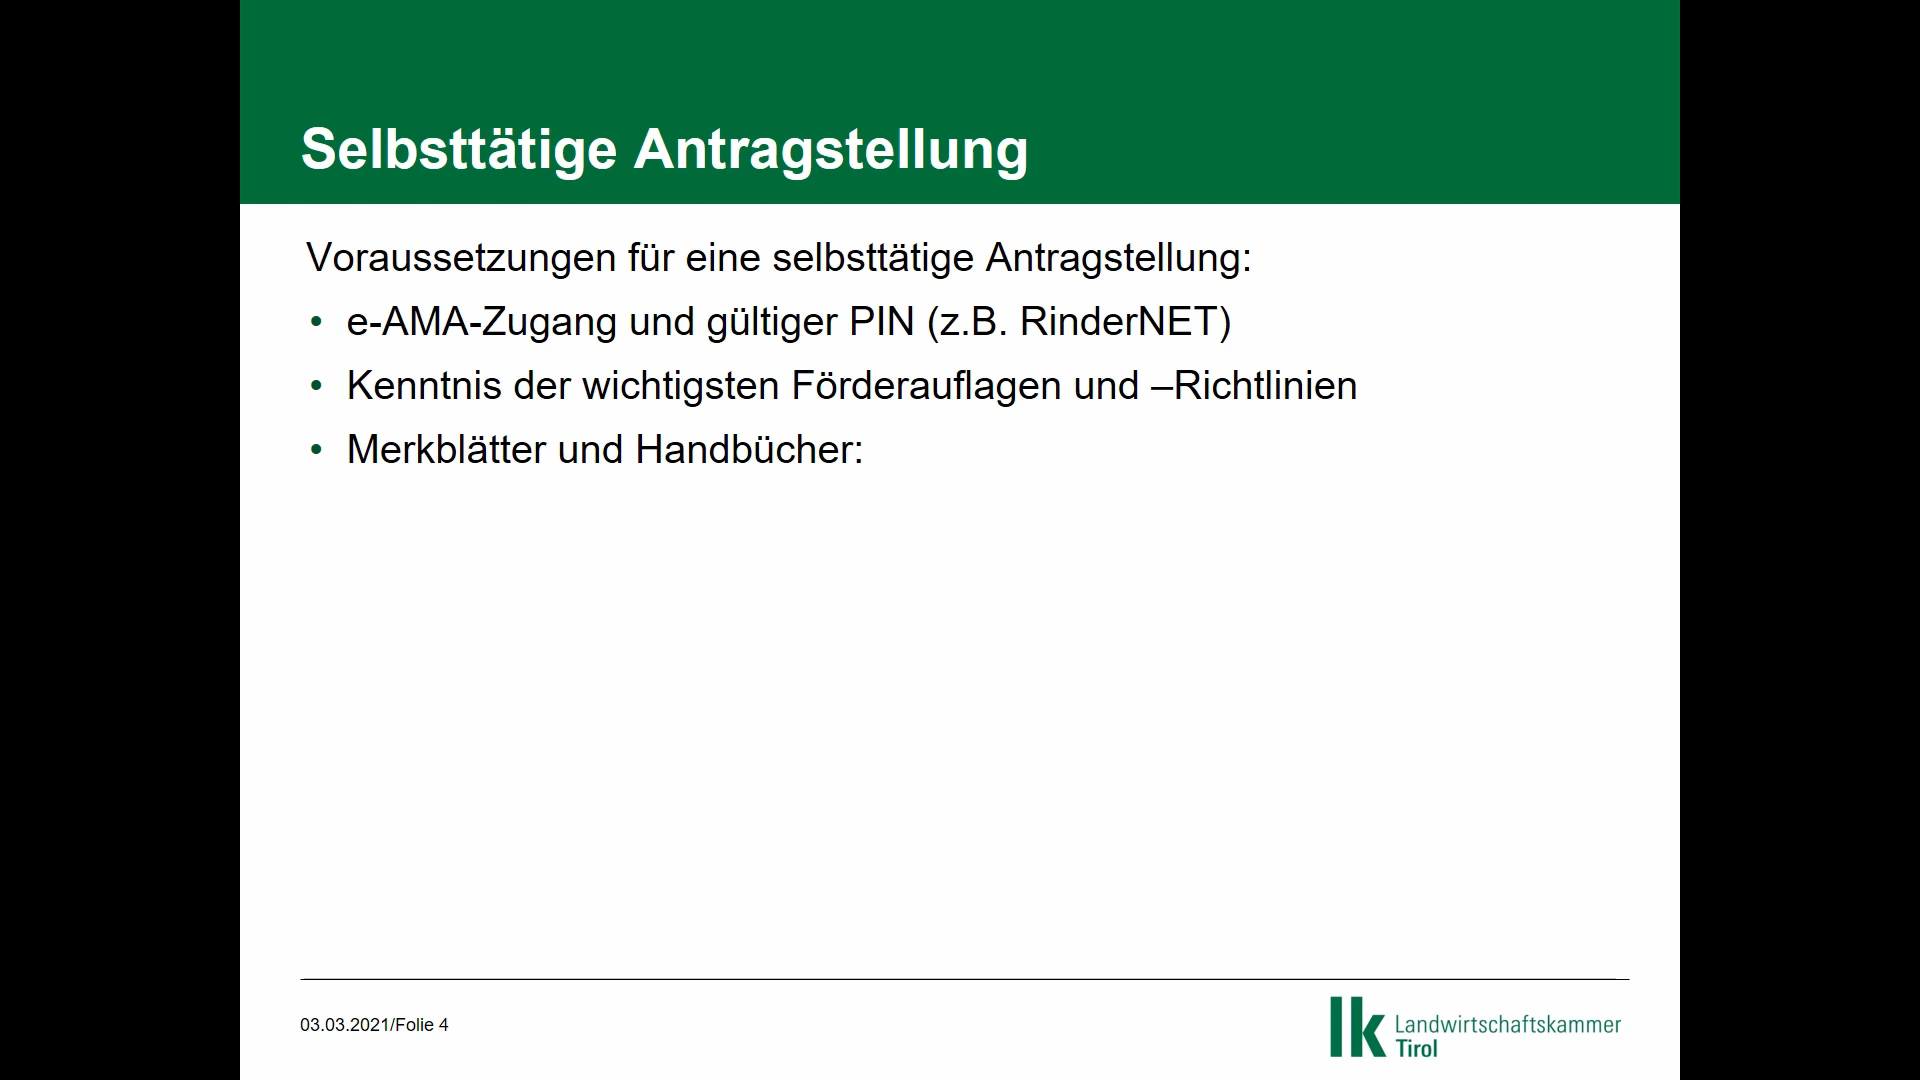 Selbsttätige Antragstellung
Voraussetzungen für eine selbsttätige Antragstellung:
• e-AMA-Zugang und gültiger PIN (z.B. RinderNET)
• Kenntnis der wichtigsten Förderauflagen und –Richtlinien
• Merkblätter und Handbücher:
03.03.2021/Folie 4
lk Landwirtschaftskammer
Tirol